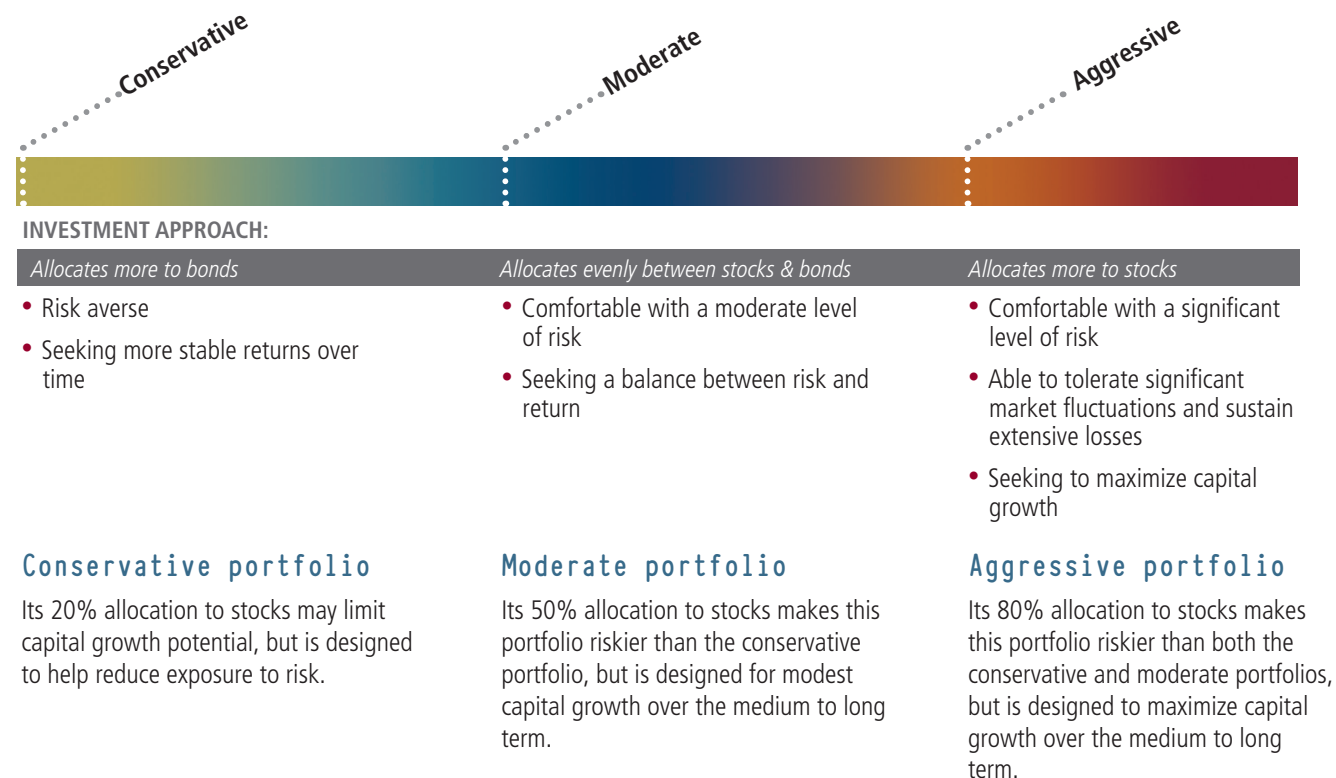 Conservative
Moderate
Aggressive
INVESTMENT APPROACH:
Allocates more to bonds
Allocates evenly between stocks & bonds
Allocates more to stocks
• Risk averse
• Seeking more stable returns over
time
• Comfortable with a moderate level
of risk
• Seeking a balance between risk and
return
• Comfortable with a significant
level of risk
• Able to tolerate significant
market fluctuations and sustain
extensive losses
• Seeking to maximize capital
growth
Conservative portfolio
Its 20% allocation to stocks may limit
capital growth potential, but is designed
to help reduce exposure to risk.
Moderate portfolio
Its 50% allocation to stocks makes this
portfolio riskier than the conservative
portfolio, but is designed for modest
capital growth over the medium to long
term.
Aggressive portfolio
Its 80% allocation to stocks makes
this portfolio riskier than both the
conservative and moderate portfolios,
but is designed to maximize capital
growth over the medium to long
term.